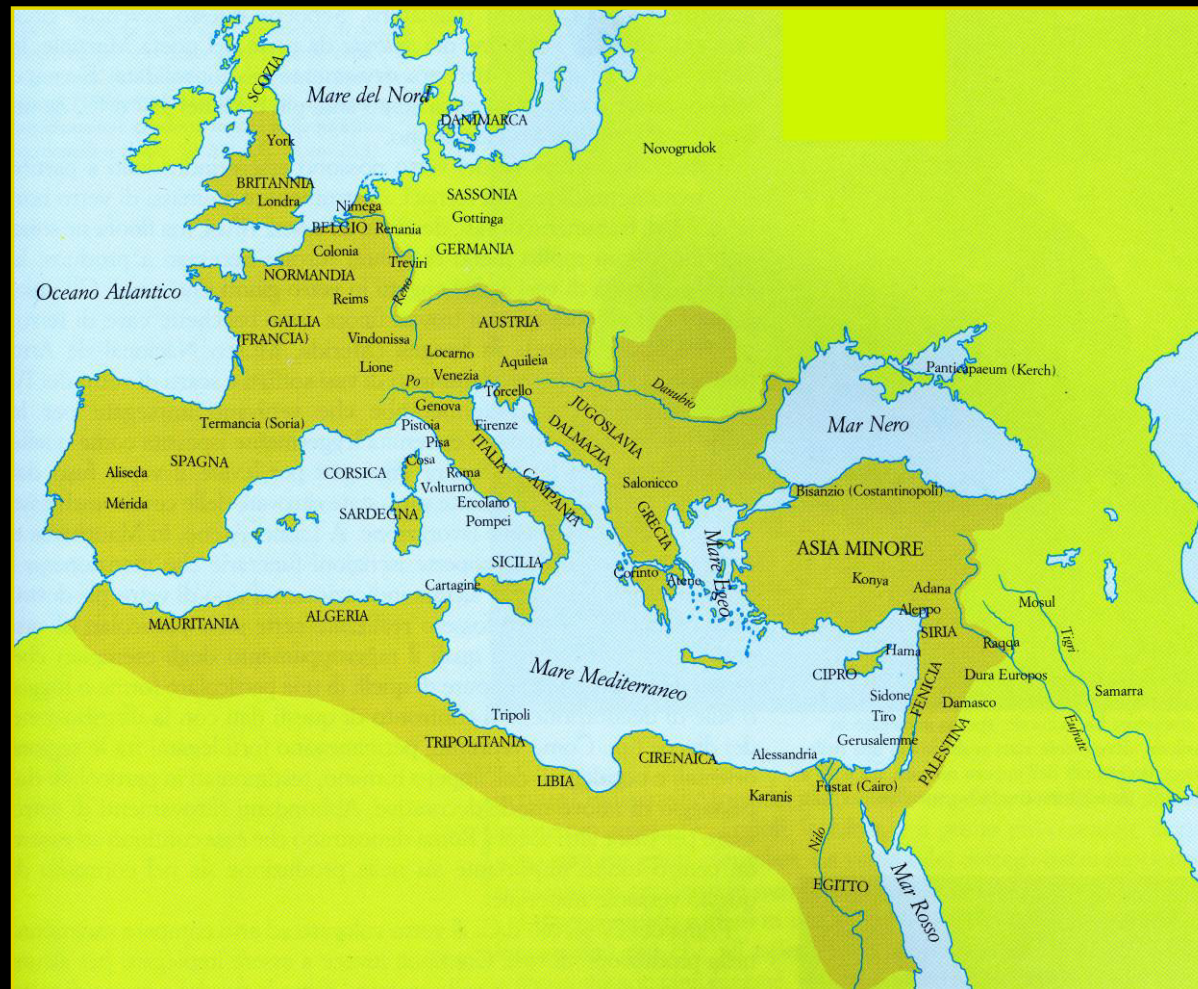 SCOZIA
Mare del Nord
DANIMARCA
York
Novogrudok
BRITANNIA
Londra
Nimega
SASSONIA
Gottinga
BELGIO
Renania
Colonia
GERMANIA
Treviri
NORMANDIA
Reno
Oceano Atlantico
Reims
GALLIA
(FRANCIA)
AUSTRIA
Vindonissa
Locarno
Aquileia
Lione
Venezia
Po
Torcello
Danubio
Panticapaeum (Kerch)
Genova
JUGOSLAVIA
Mar Nero
Termancia (Soria)
Pistoia
Firenze
DALMAZIA
Pisa
ITALIA
SPAGNA
Cosa
Aliseda
CORSICA
Roma
CAMPANIA
Volturno
Salonicco
Bisanzio (Costantinopoli)
Mérida
Ercolano
SARDEGNA
Pompei
GRECIA
Mare Egeo
ASIA MINORE
SICILIA
Corinto
Atene
Konya
Cartagine
Adana
Mosul
Aleppo
MAURITANIA
ALGERIA
SIRIA
Tigri
Raqqa
Hama
Mare Mediterraneo
CIPRO
Dura Europos
Sidone
FENICIA
Samarra
Damasco
Tiro
Eufrate
Tripoli
Gerusalemme
PALESTINA
TRIPOLITANIA
CIRENAICA
Alessandria
LIBIA
Fustat (Cairo)
Karanis
Nilo
EGITTO
Mar Rosso